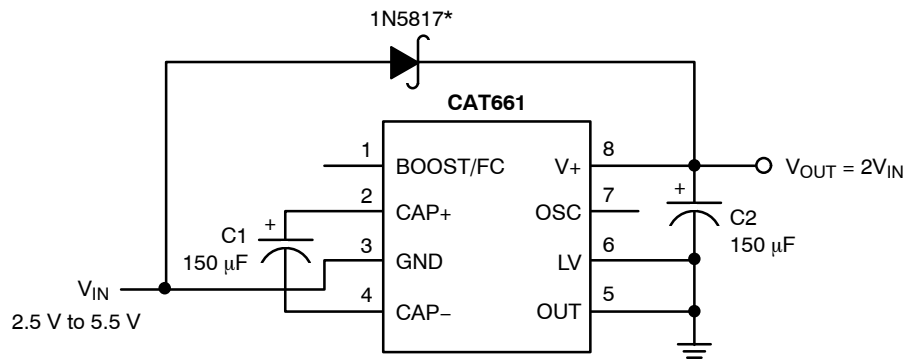 1N5817*
CAT661
1 BOOST/FC V+ 8
VOUT = 2VIN
2 CAP+ OSC 7
C1
150 μF
+
+
C2
150 μF
3 GND LV 6
VIN
2.5 V to 5.5 V
4 CAP− OUT 5